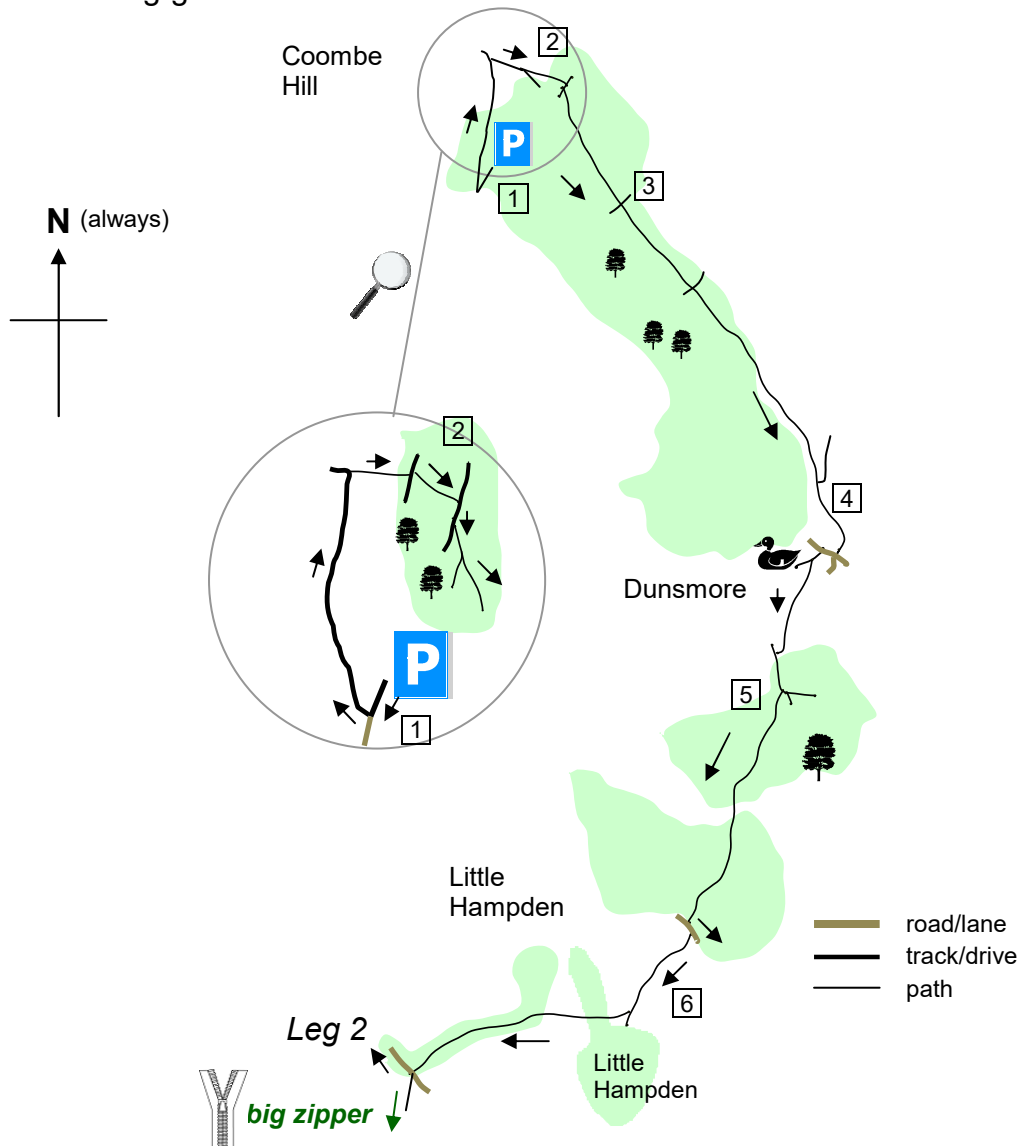 Coombe
Hill
2
P
1
3
N (always)
2
4
Dunsmore
P
1
5
Little
Hampden
road/lane
track/drive
path
6
Leg 2
Little
Hampden
big zipper